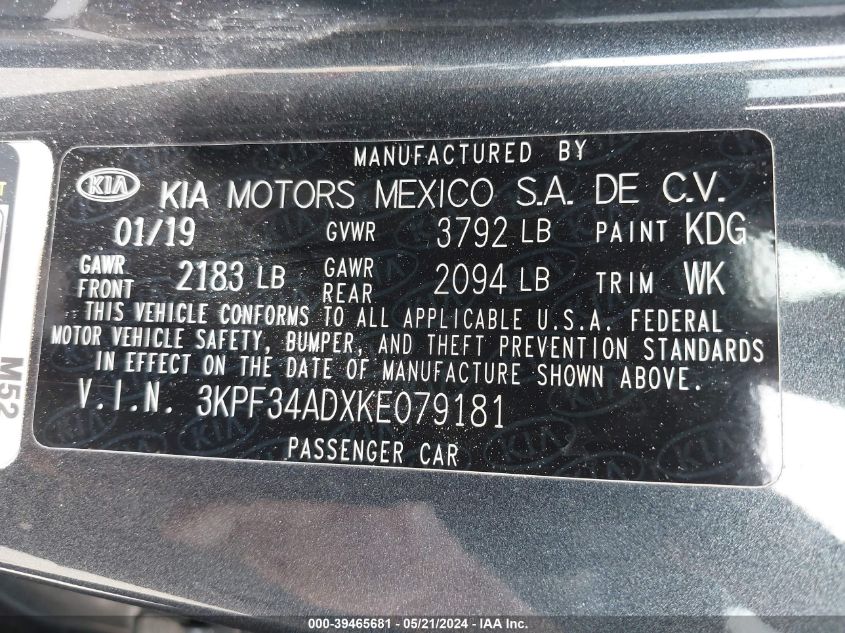 MANUFACTURED BY
KIA KIA MOTORS MEXICO S.A. DE C.V.
01/19 GVWR 3792 LB PAINT KDG
GAWR FRONT 2183 LB GAWR REAR 2094 LB TRIM WK
THIS VEHICLE CONFORMS TO ALL APPLICABLE U.S.A. FEDERAL
MOTOR VEHICLE SAFETY, BUMPER, AND THEFT PREVENTION STANDARDS
IN EFFECT ON THE DATE OF MANUFACTURE SHOWN ABOVE.
V.I.N. 3KPF34ADXKE079181
PASSENGER CAR
M52
000-39465681 / 05/21/2024 / IAA, Inc.